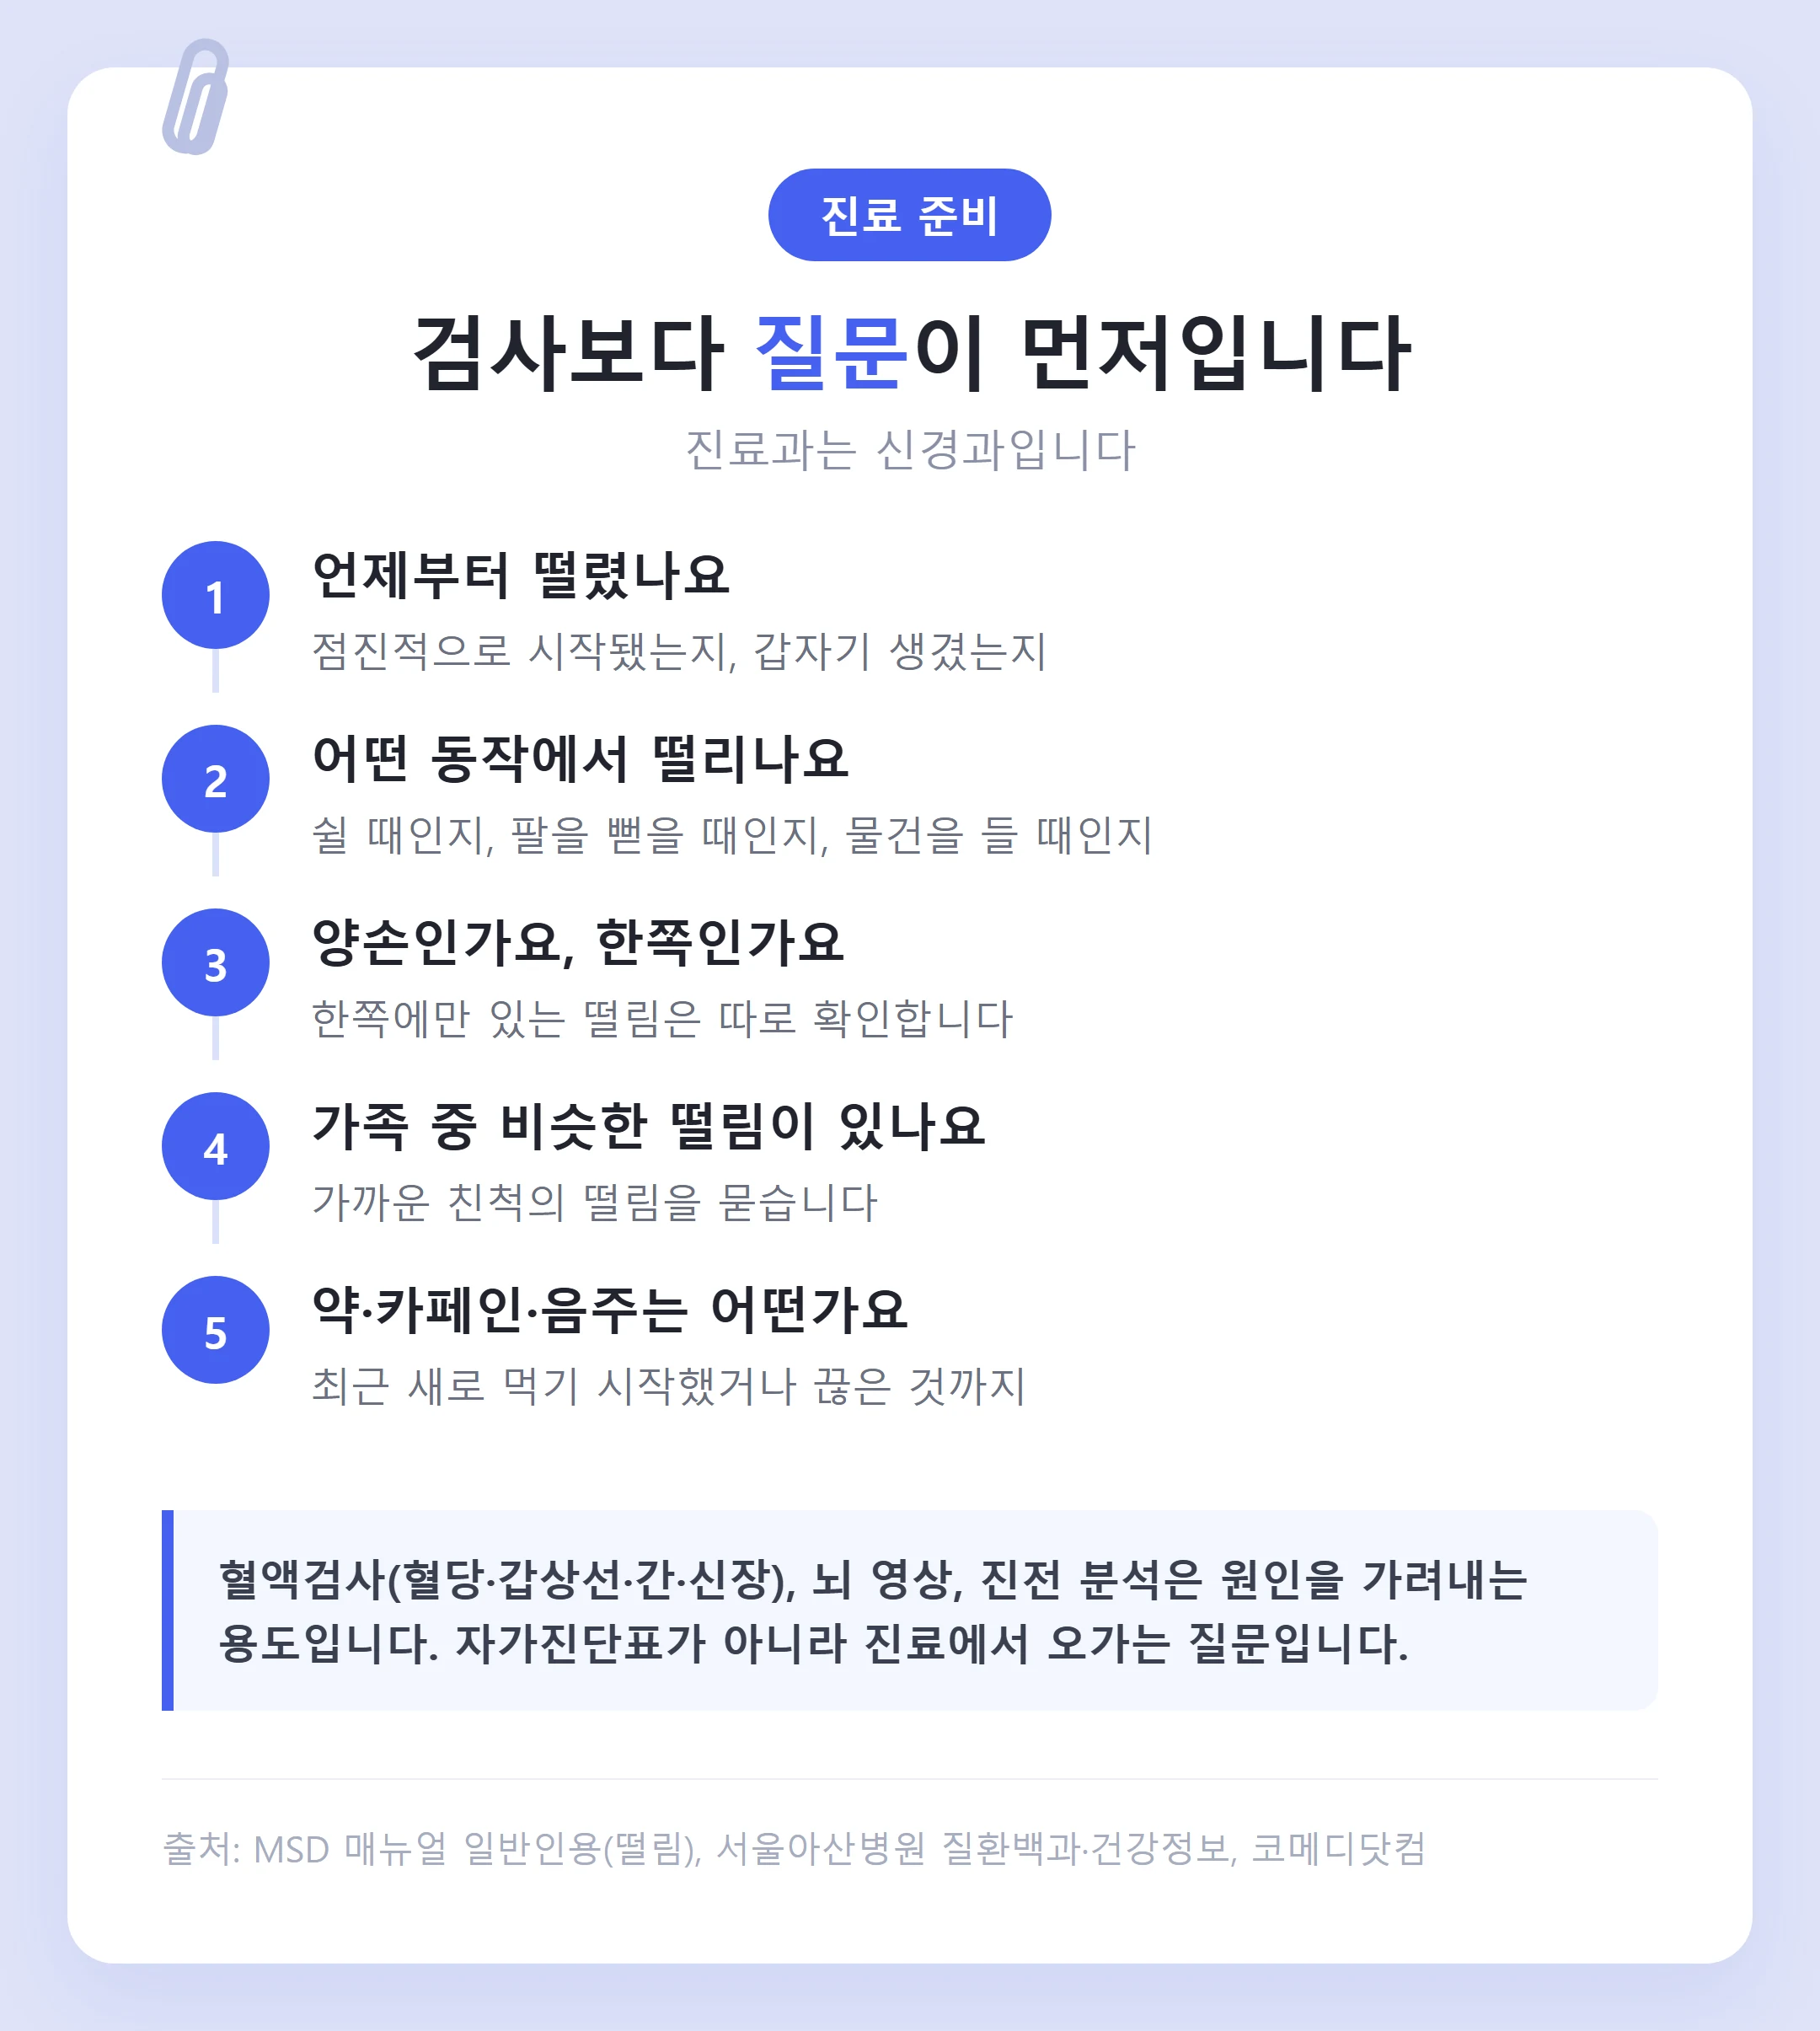 진료 준비
검사보다 질문이 먼저입니다
진료과는 신경과입니다
1
언제부터 떨렸나요
점진적으로 시작됐는지, 갑자기 생겼는지
2
어떤 동작에서 떨리나요
쉴 때인지, 팔을 뻗을 때인지, 물건을 들 때인지
3
양손인가요, 한쪽인가요
한쪽에만 있는 떨림은 따로 확인합니다
4
가족 중 비슷한 떨림이 있나요
가까운 친척의 떨림을 묻습니다
5
약·카페인·음주는 어떤가요
최근 새로 먹기 시작했거나 끊은 것까지
혈액검사(혈당·갑상선·간·신장), 뇌 영상, 진전 분석은 원인을 가려내는
용도입니다. 자가진단표가 아니라 진료에서 오가는 질문입니다.
출처: MSD 매뉴얼 일반인용(떨림), 서울아산병원 질환백과·건강정보, 코메디닷컴